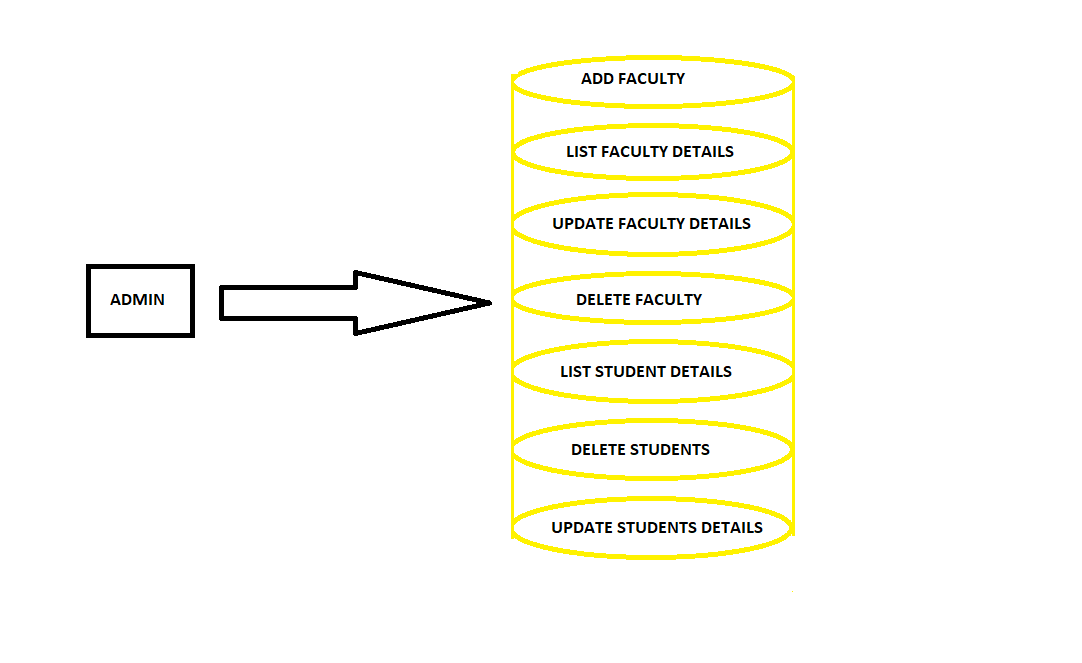 ADD FACULTY
LIST FACULTY DETAILS
UPDATE FACULTY DETAILS
ADMIN
DELETE FACULTY
LIST STUDENT DETAILS
DELETE STUDENTS
UPDATE STUDENTS DETAILS